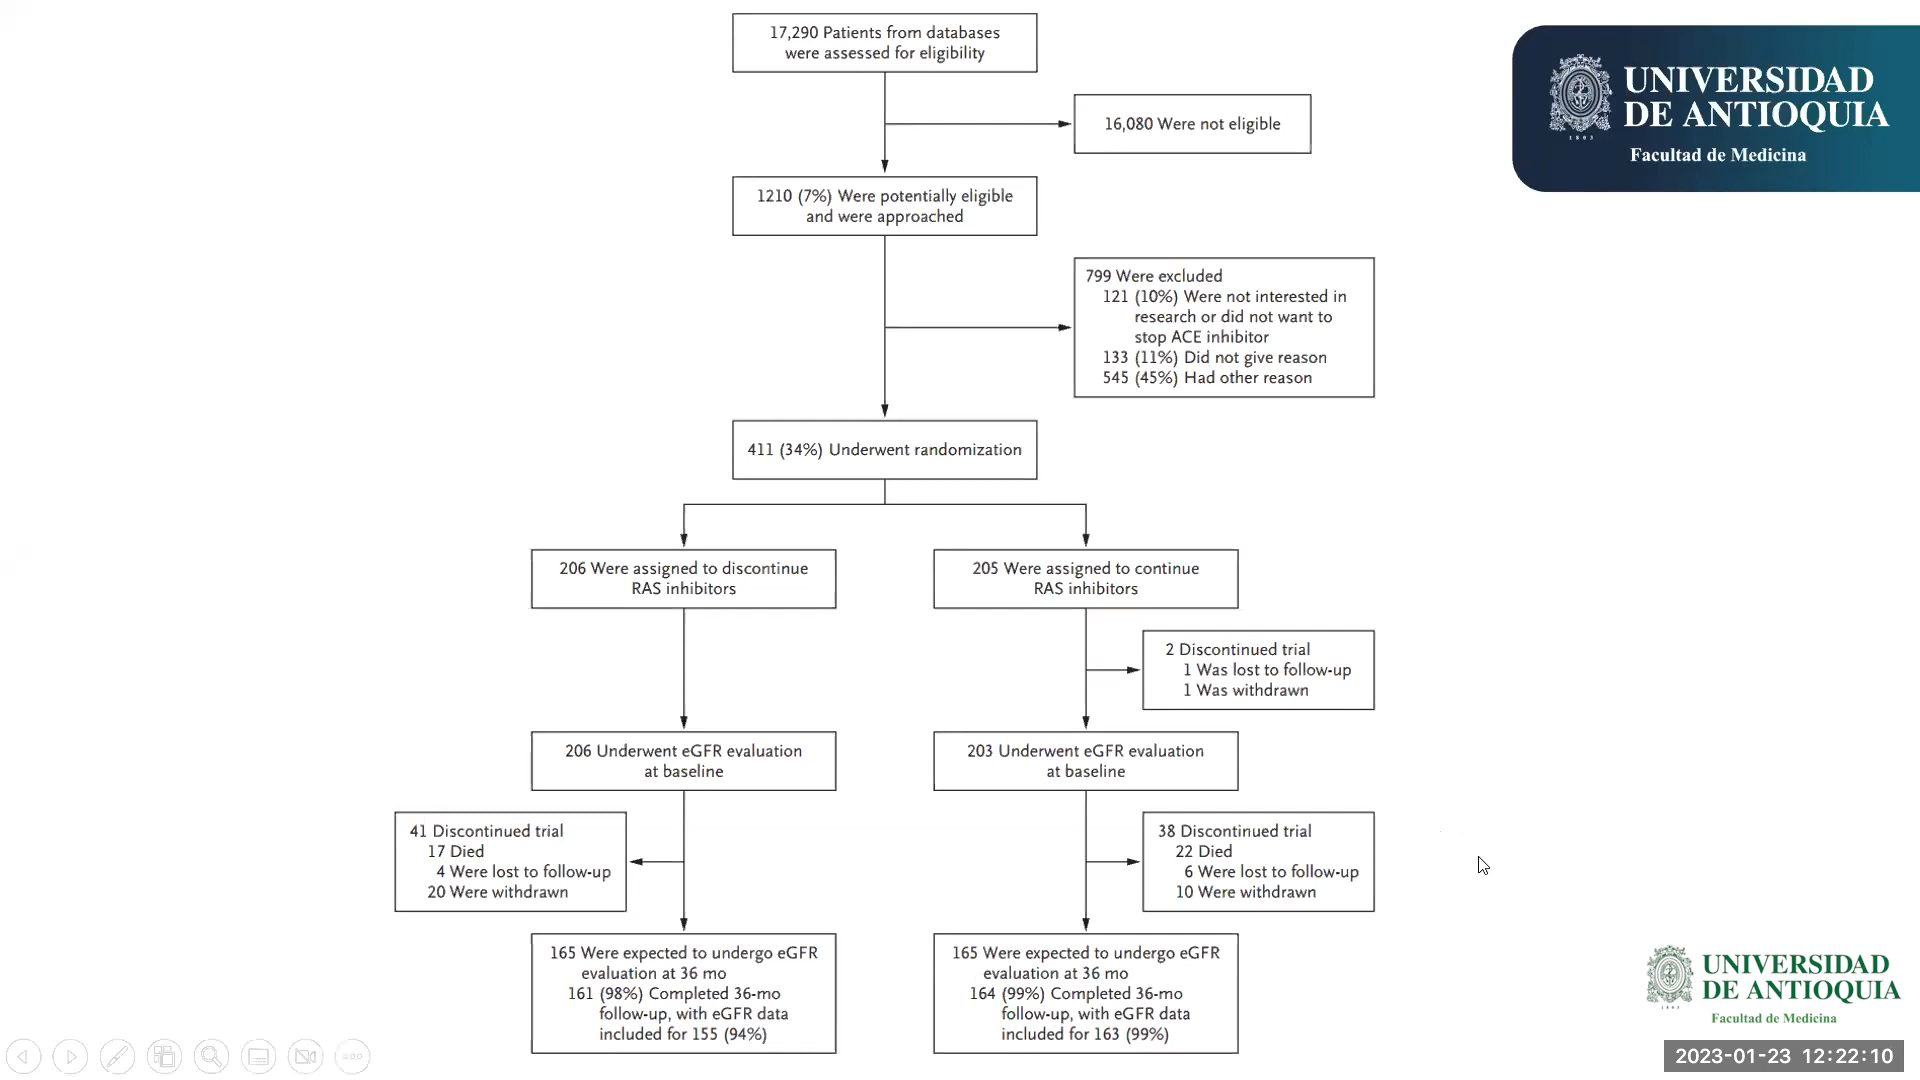 17,290 Patients from databases
were assessed for eligibility
16,080 Were not eligible
1210 (7%) Were potentially eligible
and were approached
799 Were excluded
121 (10%) Were not interested in
research or did not want to
stop ACE inhibitor
133 (11%) Did not give reason
545 (45%) Had other reason
411 (34%) Underwent randomization
206 Were assigned to discontinue
RAS inhibitors
205 Were assigned to continue
RAS inhibitors
2 Discontinued trial
1 Was lost to follow-up
1 Was withdrawn
206 Underwent eGFR evaluation
at baseline
203 Underwent eGFR evaluation
at baseline
41 Discontinued trial
17 Died
4 Were lost to follow-up
20 Were withdrawn
38 Discontinued trial
22 Died
6 Were lost to follow-up
10 Were withdrawn
165 Were expected to undergo eGFR
evaluation at 36 mo
161 (98%) Completed 36-mo
follow-up, with eGFR data
included for 155 (94%)
165 Were expected to undergo eGFR
evaluation at 36 mo
164 (99%) Completed 36-mo
follow-up, with eGFR data
included for 163 (99%)
UNIVERSIDAD
DE ANTIOQUIA
1803
Facultad de Medicina
UNIVERSIDAD
DE ANTIOQUIA
Facultad de Medicina
2023-01-23 12:22:10